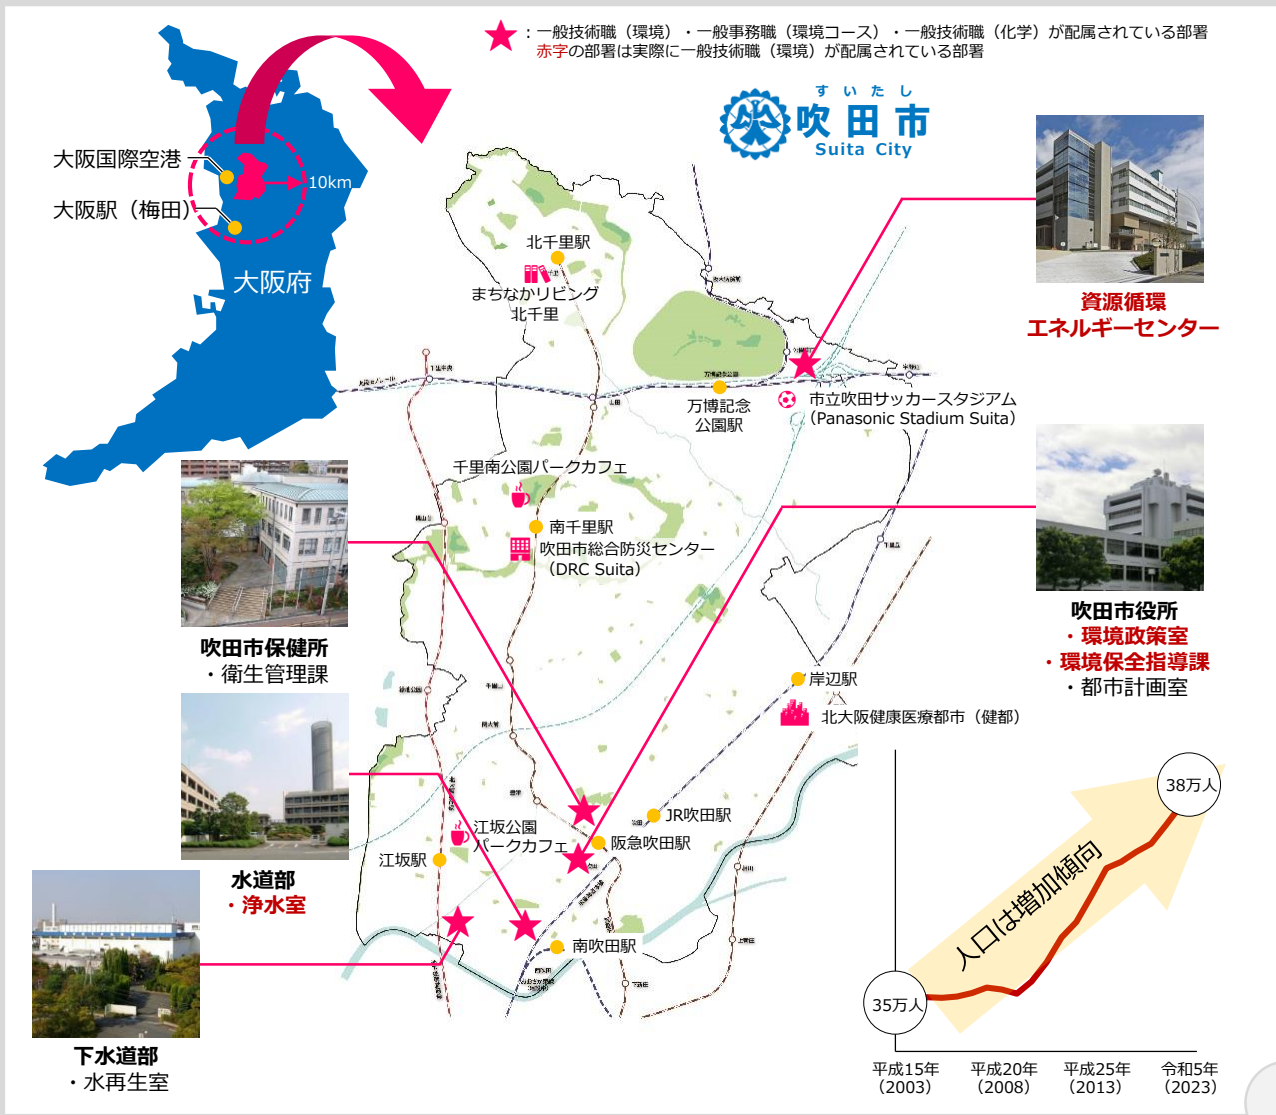 ：一般技術職（環境）・一般事務職（環境コース）・一般技術職（化学）が配属されている部署
赤字の部署は実際に一般技術職（環境）が配属されている部署
すいたし
吹田市
Suita City
大阪国際空港
大阪駅（梅田）
10km
大阪府
資源循環
エネルギーセンター
北千里駅
まちなかリビング
北千里
万博記念
公園駅
市立吹田サッカースタジアム
（Panasonic Stadium Suita）
山田
千里南公園パークカフェ
南千里駅
吹田市総合防災センター
（DRC Suita）
吹田市保健所
・衛生管理課
吹田市役所
・環境政策室
・環境保全指導課
・都市計画室
岸辺駅
北大阪健康医療都市（健都）
水道部
・浄水室
江坂公園
パークカフェ
江坂駅
JR吹田駅
阪急吹田駅
南吹田駅
下水道部
・水再生室
38万人
人口は増加傾向
35万人
平成15年
（2003）
平成20年
（2008）
平成25年
（2013）
令和5年
（2023）